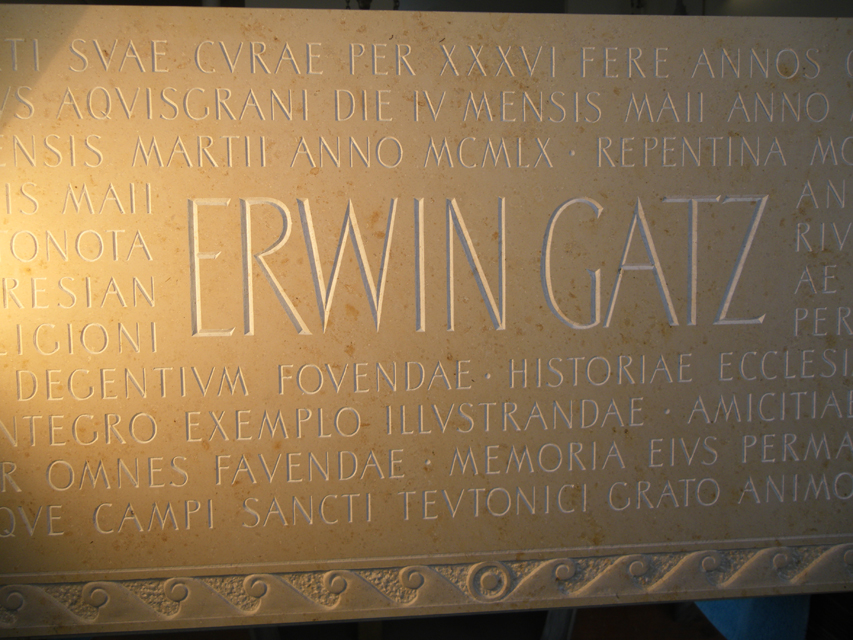 TI SVAE CVRAE PER XXXVI FERE ANNOS
VS AQVISGRANI DIE IV MENSIS MAII ANNO
ENSIS MARTII ANNO MCMLX · REPENTINA MO
IS MAII AN
ONOTA RIV
RESTAN ERWIN GATZ AE
LIGIONI PER
DEGENTIVM FOVENDAE · HISTORIAE ECCLESI
NTEGRO EXEMPLO ILLVSTRANDAE · AMICITIAE
R OMNES FAVENDAE · MEMORIA EIVS PERMA
QVE CAMPI SANCTI TEVTONICI GRATO ANIMO